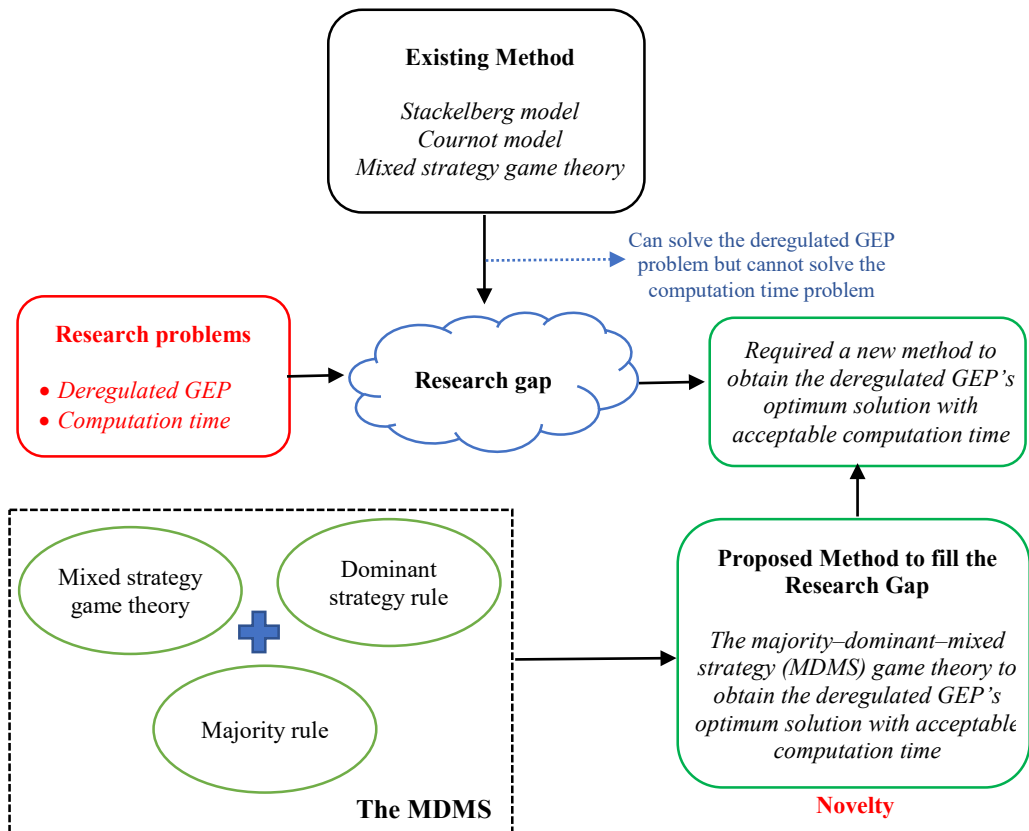 Existing Method
Stackelberg model
Cournot model
Mixed strategy game theory
Can solve the deregulated GEP
problem but cannot solve the
computation time problem
Research problems
• Deregulated GEP
• Computation time
Research gap
Required a new method to
obtain the deregulated GEP's
optimum solution with
acceptable computation time
Mixed strategy
game theory
Dominant
strategy rule
Majority rule
The MDMS
Proposed Method to fill the
Research Gap
The majority–dominant–mixed
strategy (MDMS) game theory to
obtain the deregulated GEP's
optimum solution with acceptable
computation time
Novelty